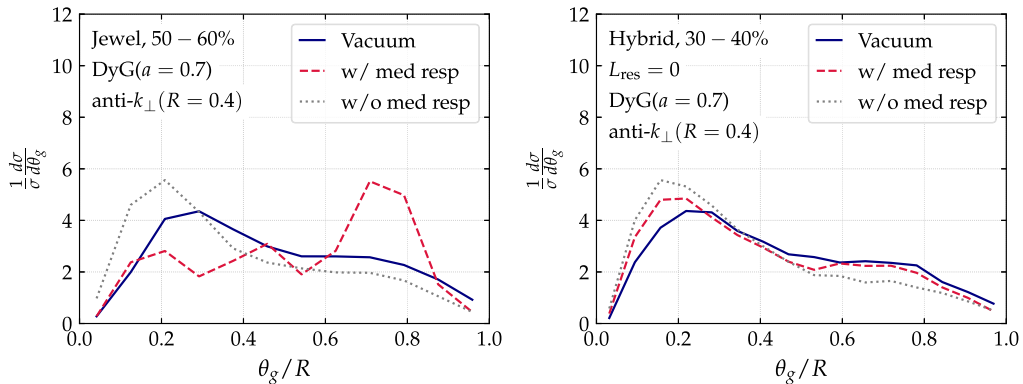 12
10
8
6
4
2
0
0.0
0.2
0.4
0.6
0.8
1.0
θg/R
1/σ dσ/dθg
Jewel, 50 − 60%
DyG(a = 0.7)
anti-k⊥(R = 0.4)
Vacuum
w/ med resp
w/o med resp
12
10
8
6
4
2
0
0.0
0.2
0.4
0.6
0.8
1.0
θg/R
1/σ dσ/dθg
Hybrid, 30 − 40%
Lres = 0
DyG(a = 0.7)
anti-k⊥(R = 0.4)
Vacuum
w/ med resp
w/o med resp